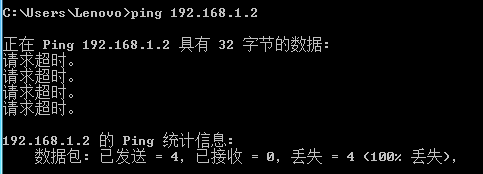 C:\Users\Lenovo>ping 192.168.1.2
正在 Ping 192.168.1.2 具有 32 字节的数据:
请求超时。
请求超时。
请求超时。
请求超时。
192.168.1.2 的 Ping 统计信息:
数据包: 已发送 = 4, 已接收 = 0, 丢失 = 4 (100% 丢失),